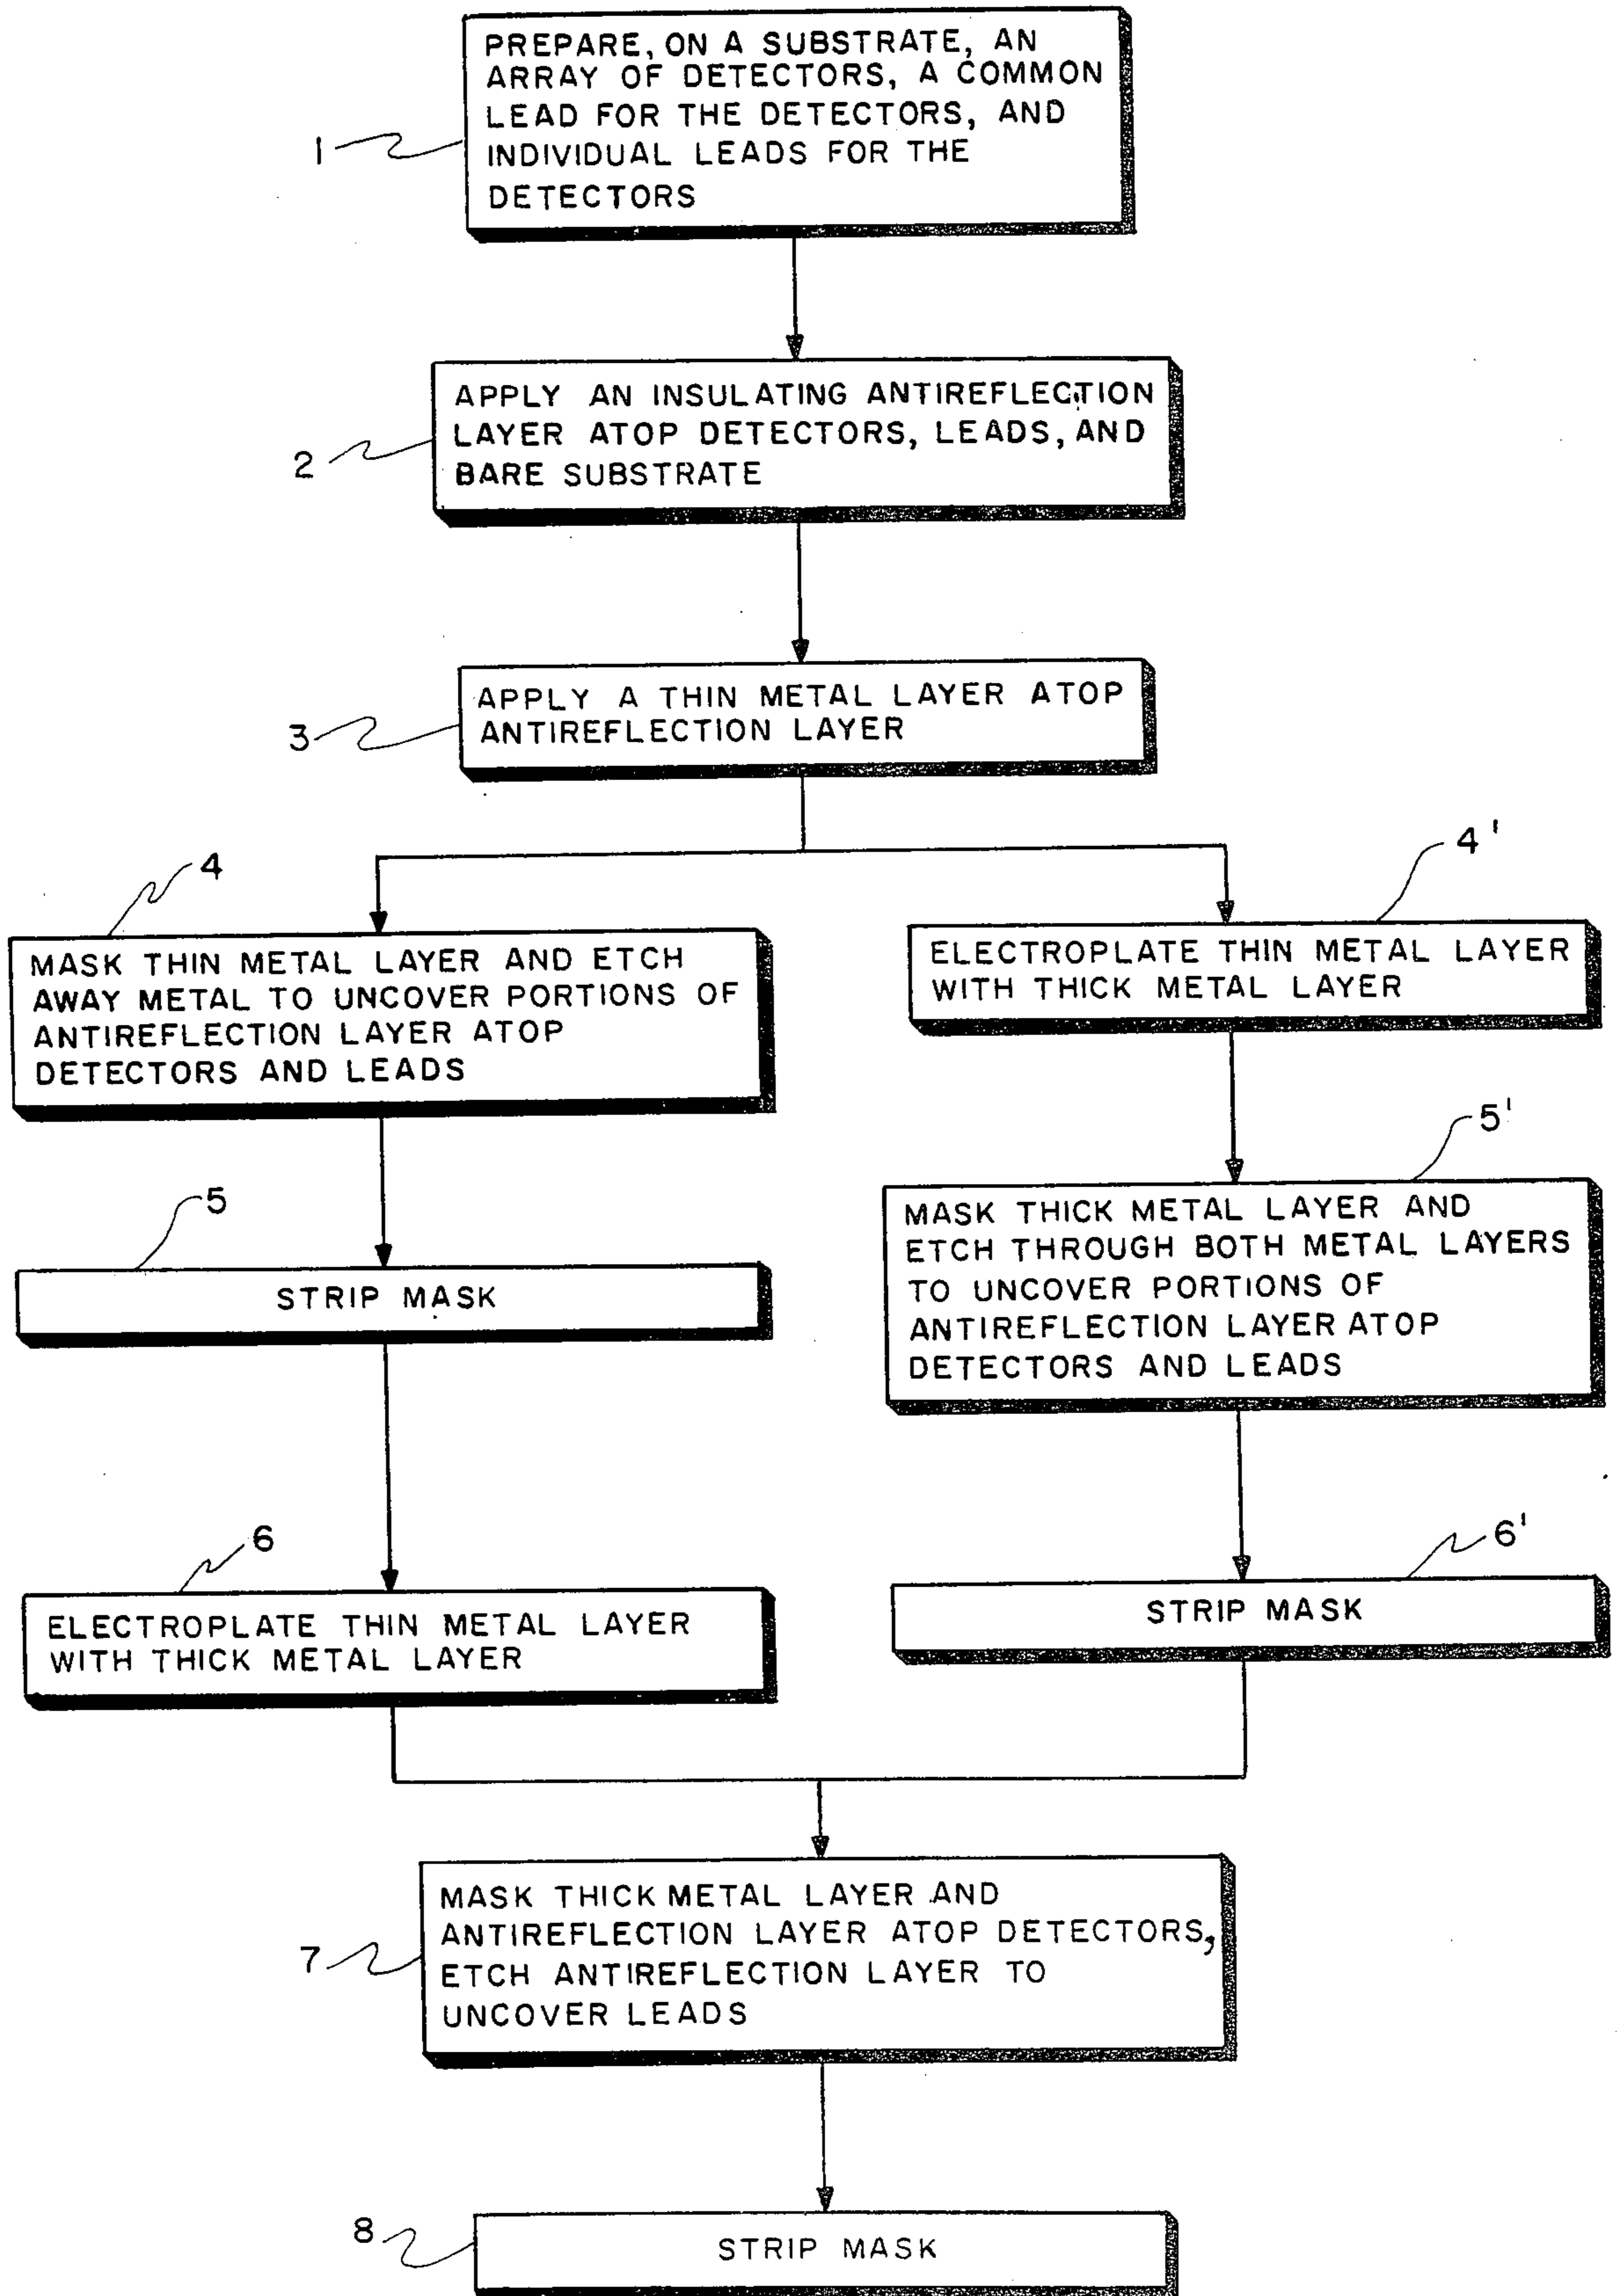 PREPARE, ON A SUBSTRATE, AN
ARRAY OF DETECTORS, A COMMON
LEAD FOR THE DETECTORS, AND
INDIVIDUAL LEADS FOR THE
DETECTORS
1
APPLY AN INSULATING ANTIREFLECTION
LAYER ATOP DETECTORS, LEADS, AND
BARE SUBSTRATE
2
APPLY A THIN METAL LAYER ATOP
ANTIREFLECTION LAYER
3
4
MASK THIN METAL LAYER AND ETCH
AWAY METAL TO UNCOVER PORTIONS OF
ANTIREFLECTION LAYER ATOP
DETECTORS AND LEADS
5
STRIP MASK
6
ELECTROPLATE THIN METAL LAYER
WITH THICK METAL LAYER
4'
ELECTROPLATE THIN METAL LAYER
WITH THICK METAL LAYER
5'
MASK THICK METAL LAYER AND
ETCH THROUGH BOTH METAL LAYERS
TO UNCOVER PORTIONS OF
ANTIREFLECTION LAYER ATOP
DETECTORS AND LEADS
6'
STRIP MASK
MASK THICK METAL LAYER AND
ANTIREFLECTION LAYER ATOP DETECTORS,
ETCH ANTIREFLECTION LAYER TO
UNCOVER LEADS
7
8
STRIP MASK